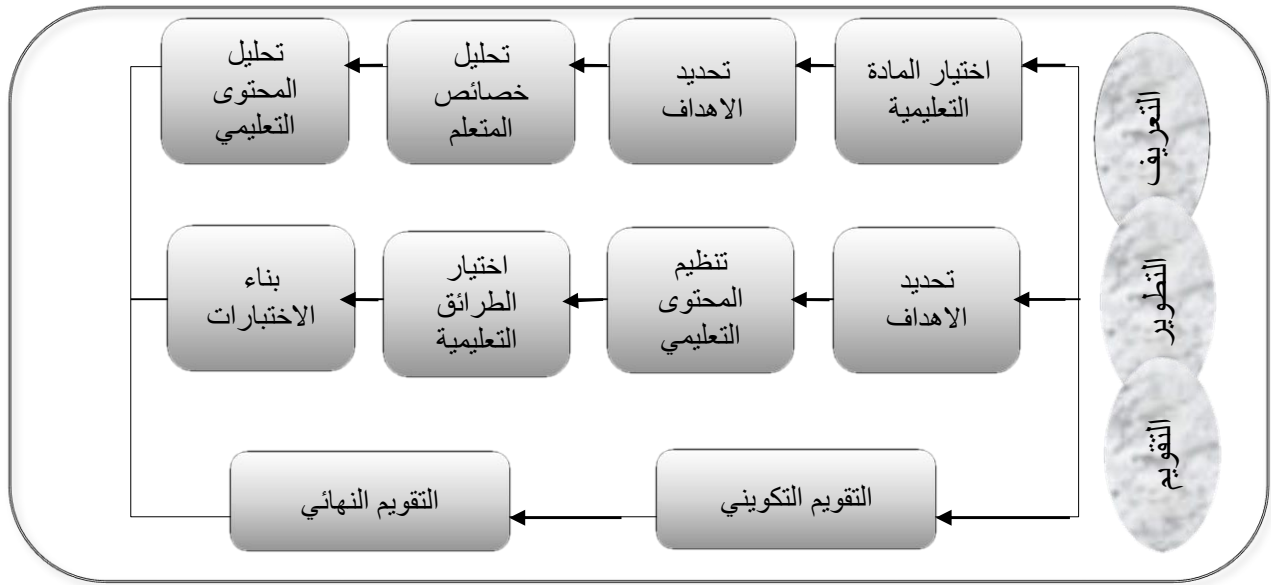 التعريف
اختيار المادة
التعليمية
تحديد
الاهداف
تحليل
خصائص
المتعلم
تحليل
المحتوى
التعليمي
التطوير
تحديد
الاهداف
تنظيم
المحتوى
التعليمي
اختيار
الطرائق
التعليمية
بناء
الاختبارات
التقويم
التقويم التكويني
التقويم النهائي